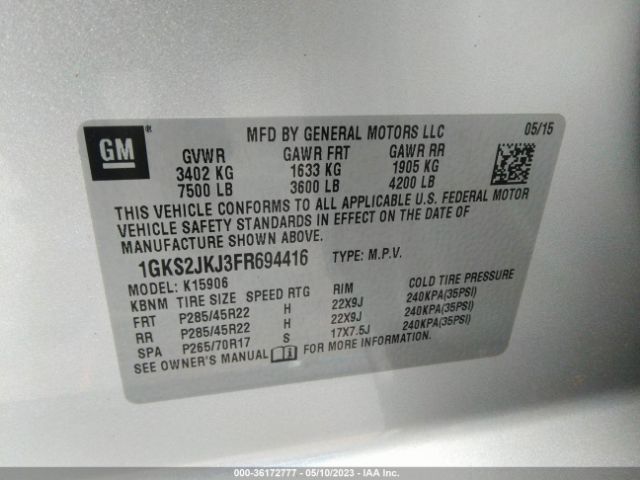 GM ® MFD BY GENERAL MOTORS LLC 05/15
GVWR GAWR FRT GAWR RR
3402 KG 1633 KG 1905 KG
7500 LB 3600 LB 4200 LB
THIS VEHICLE CONFORMS TO ALL APPLICABLE U.S. FEDERAL MOTOR
VEHICLE SAFETY STANDARDS IN EFFECT ON THE DATE OF
MANUFACTURE SHOWN ABOVE.
1GKS2JKJ3FR694416 TYPE: M.P.V.
MODEL: K15906
KBNM TIRE SIZE SPEED RTG RIM COLD TIRE PRESSURE
FRT P285/45R22 H 22X9J 240KPA(35PSI)
RR P285/45R22 H 22X9J 240KPA(35PSI)
SPA P265/70R17 S 17X7.5J 240KPA(35PSI)
SEE OWNER'S MANUAL FOR MORE INFORMATION.
000-36172777 - 05/10/2023 - IAA Inc.